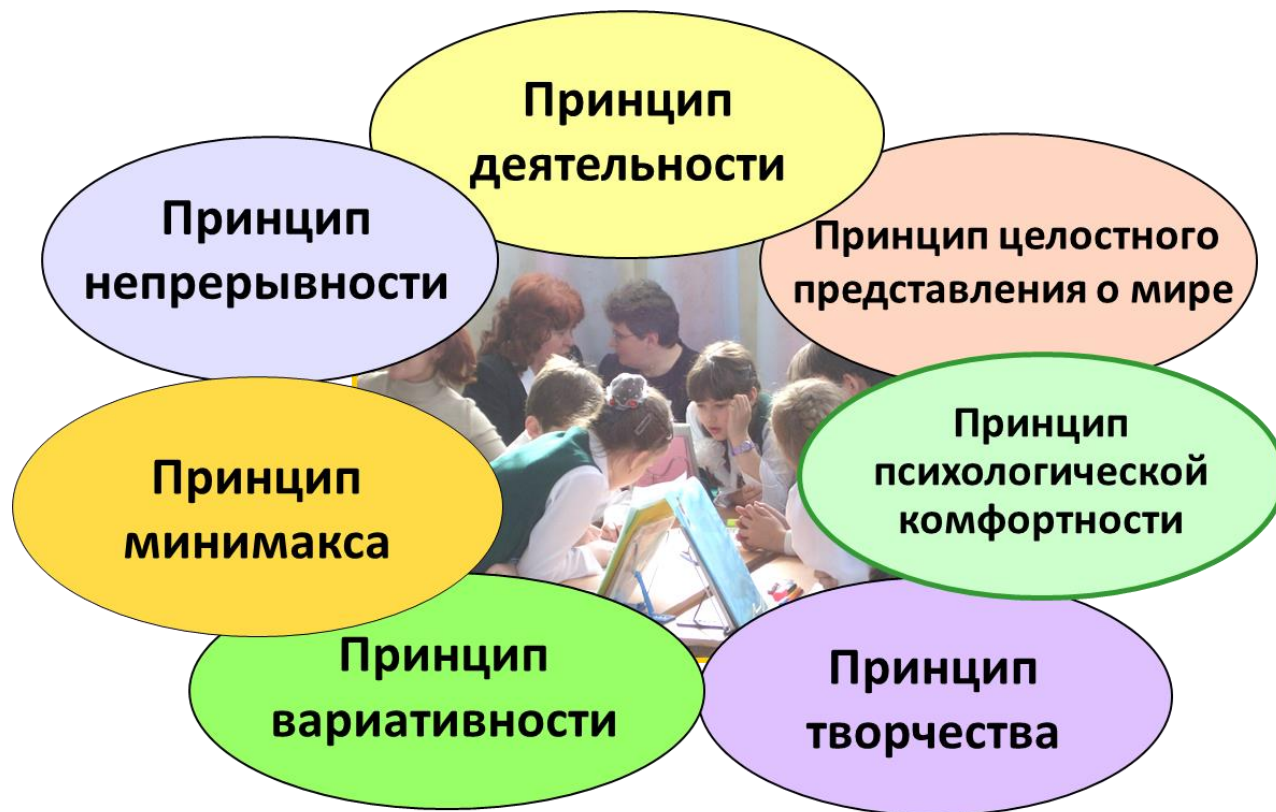 Принцип
деятельности
Принцип
непрерывности
Принцип целостного
представления о мире
Принцип
психологической
комфортности
Принцип
минимакса
Принцип
вариативности
Принцип
творчества